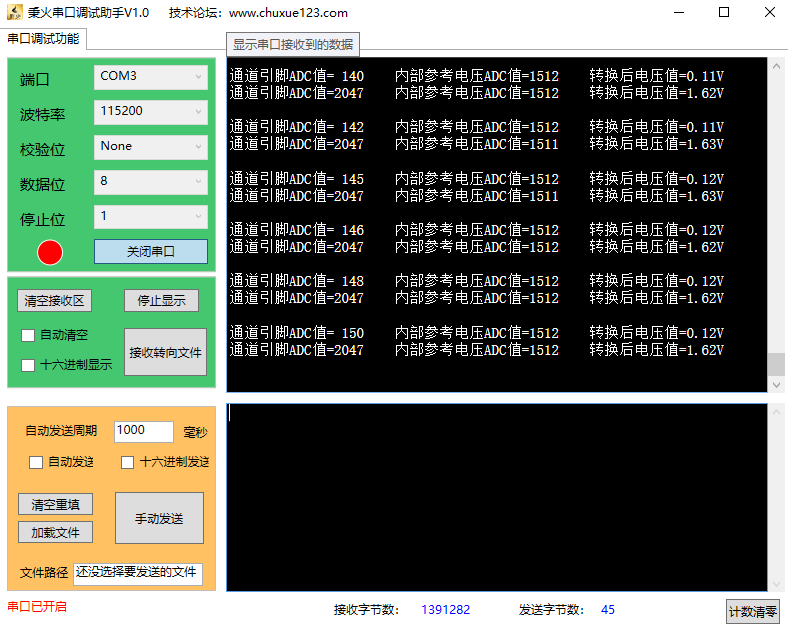 乘火串口调试助手V1.0 技术论坛：www.chuxue123.com
串口调试功能
显示串口接收到的数据
端口 COM3
波特率 115200
校验位 None
数据位 8
停止位 1
关闭串口
清空接收区 停止显示
自动清空
十六进制显示
接收转向文件
通道引脚ADC值= 140 内部参考电压ADC值=1512 转换后电压值=0.11V
通道引脚ADC值=2047 内部参考电压ADC值=1512 转换后电压值=1.62V
通道引脚ADC值= 142 内部参考电压ADC值=1512 转换后电压值=0.11V
通道引脚ADC值=2047 内部参考电压ADC值=1511 转换后电压值=1.63V
通道引脚ADC值= 145 内部参考电压ADC值=1512 转换后电压值=0.12V
通道引脚ADC值=2047 内部参考电压ADC值=1511 转换后电压值=1.63V
通道引脚ADC值= 146 内部参考电压ADC值=1512 转换后电压值=0.12V
通道引脚ADC值=2047 内部参考电压ADC值=1512 转换后电压值=1.62V
通道引脚ADC值= 148 内部参考电压ADC值=1512 转换后电压值=0.12V
通道引脚ADC值=2047 内部参考电压ADC值=1512 转换后电压值=1.62V
通道引脚ADC值= 150 内部参考电压ADC值=1512 转换后电压值=0.12V
通道引脚ADC值=2047 内部参考电压ADC值=1512 转换后电压值=1.62V
自动发送周期 1000 毫秒
自动发送 十六进制发送
清空重填
加载文件
手动发送
文件路径 还没选择要发送的文件
串口已开启 接收字节数： 1391282 发送字节数： 45 计数清零